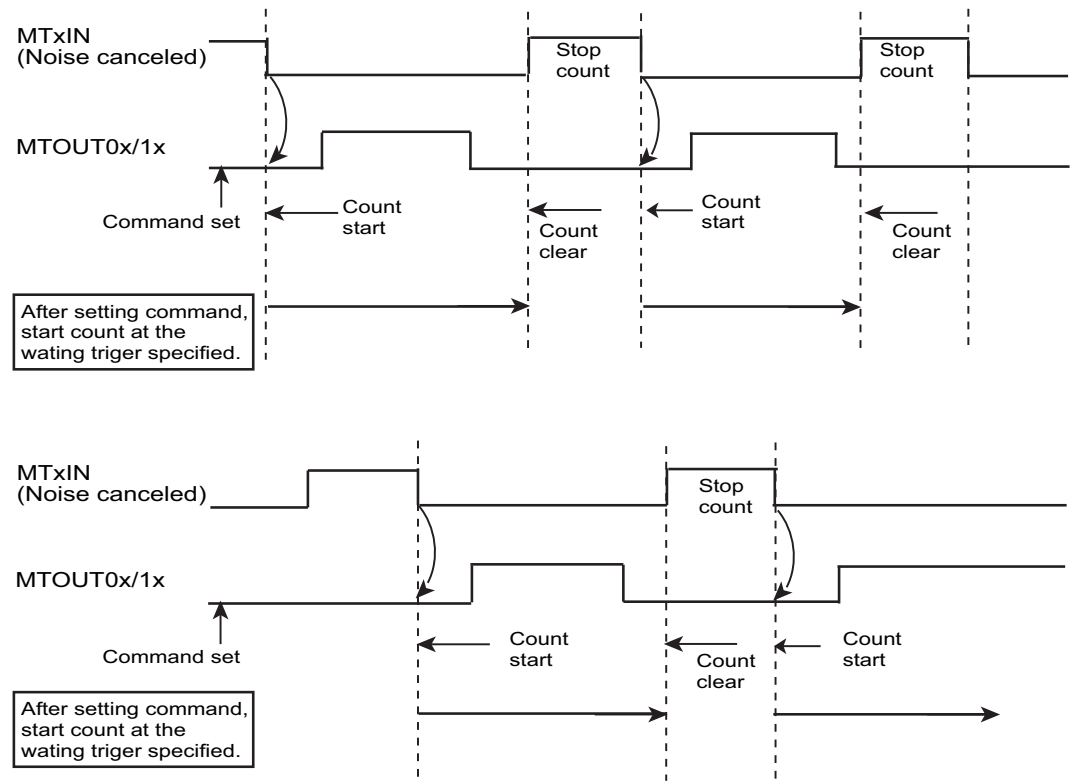 MTxIN
(Noise canceled)
Stop
count
Stop
count
MTOUT0x/1x
Command set
Count
start
Count
clear
Count
start
Count
clear
After setting command,
start count at the
wating triger specified.
MTxIN
(Noise canceled)
Stop
count
MTOUT0x/1x
Command set
Count
start
Count
clear
Count
start
After setting command,
start count at the
wating triger specified.